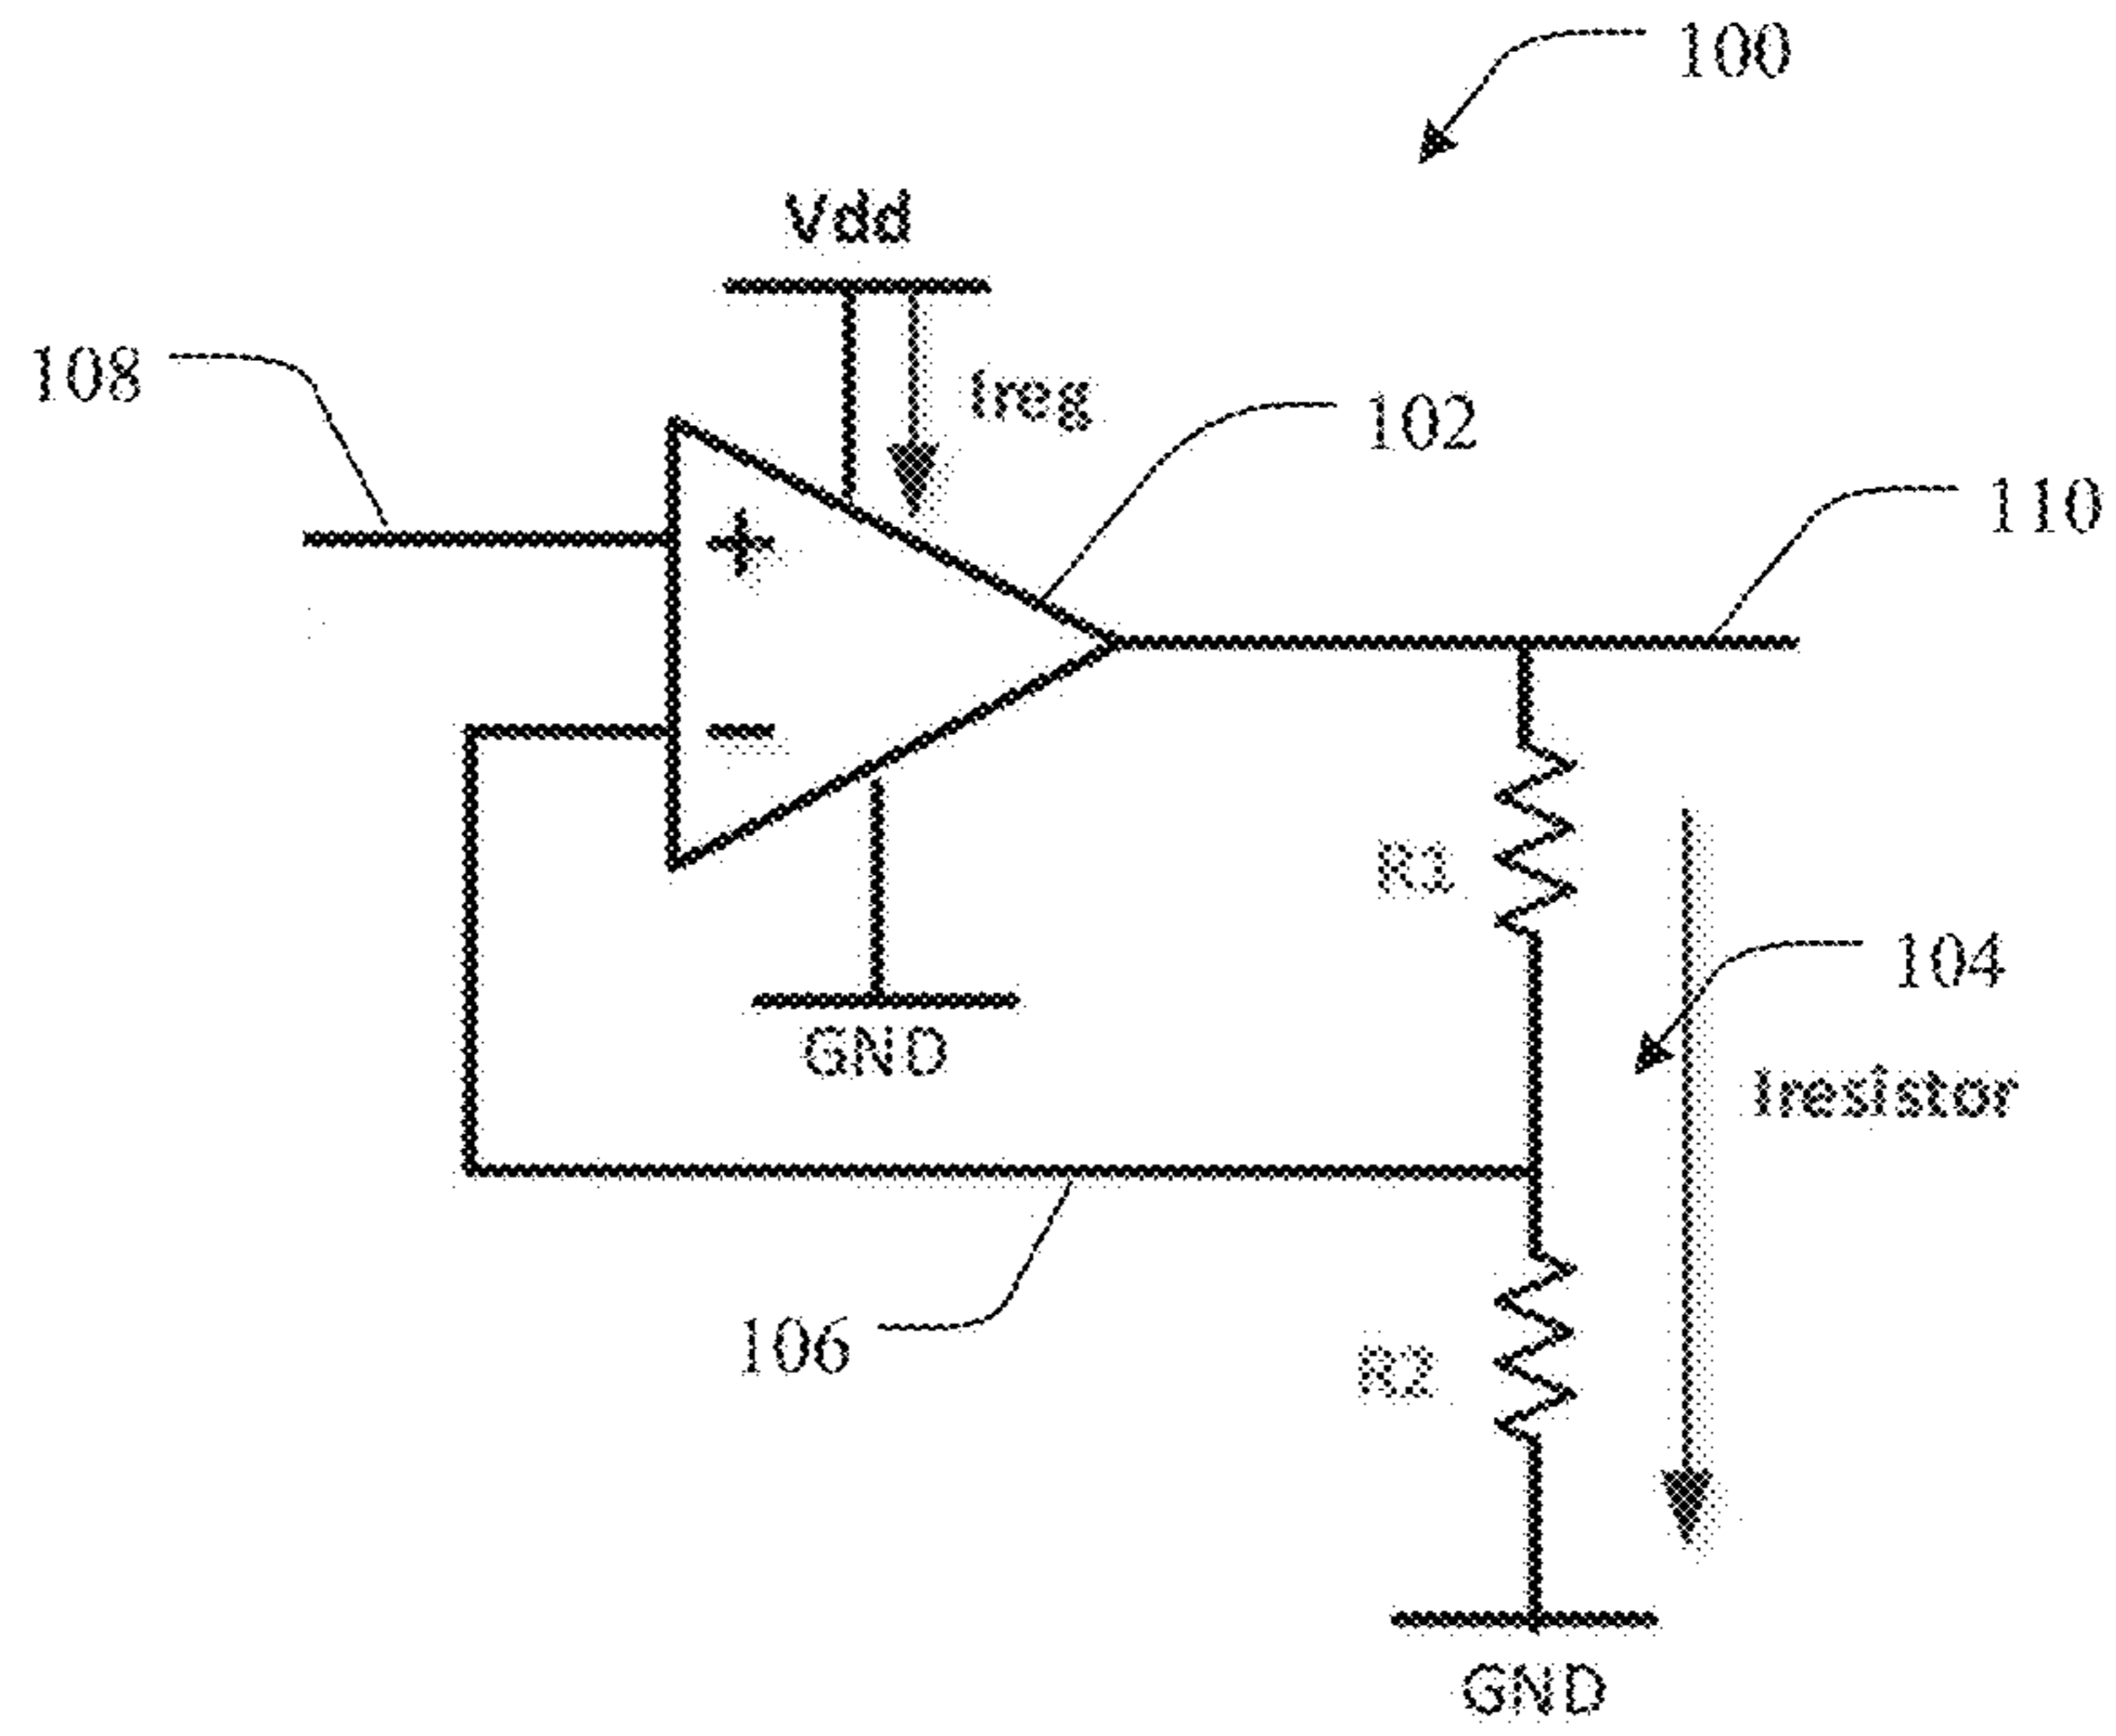 100
Vdd
108
Ireg
102
110
+
-
R1
104
GND
Iresistor
106
R2
GND